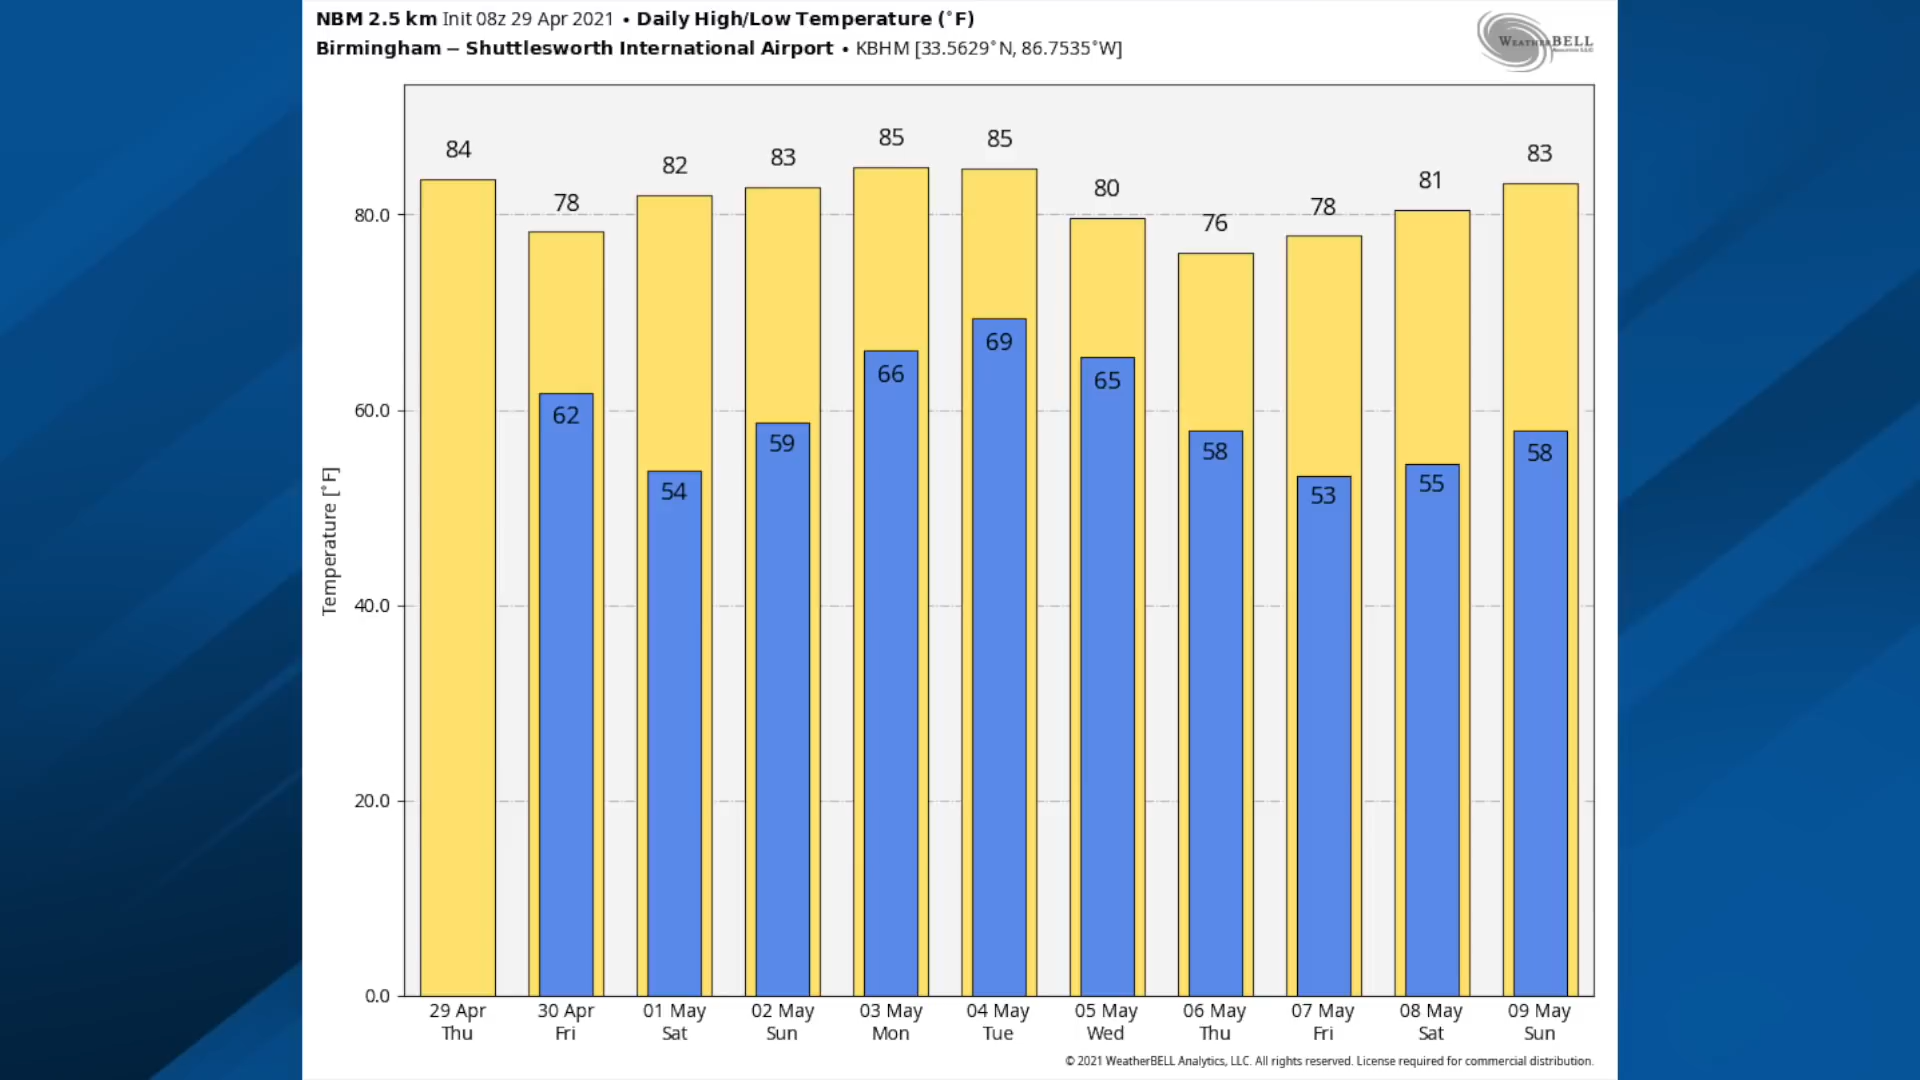 NBM 2.5 km Init 08z 29 Apr 2021 • Daily High/Low Temperature (°F)
Birmingham – Shuttlesworth International Airport • KBHM [33.5629°N, 86.7535°W]
WEATHERBELL
84
78
82
83
85
85
80
76
78
81
83
62
54
59
66
69
65
58
53
55
58
Temperature [°F]
80.0
60.0
40.0
20.0
0.0
29 Apr
Thu
30 Apr
Fri
01 May
Sat
02 May
Sun
03 May
Mon
04 May
Tue
05 May
Wed
06 May
Thu
07 May
Fri
08 May
Sat
09 May
Sun
© 2021 WeatherBELL Analytics, LLC. All rights reserved. License required for commercial distribution.